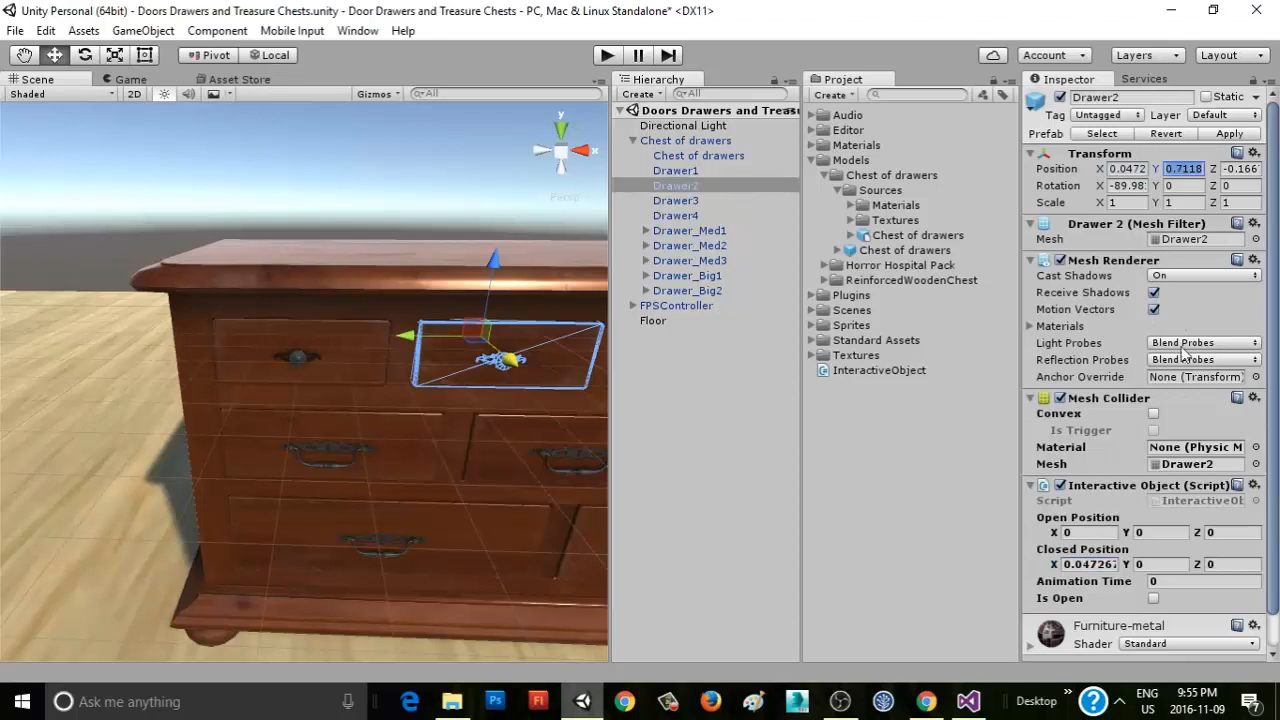 Unity Personal (64bit) - Doors Drawers and Treasure Chests.unity - Door Drawers and Treasure Chests - PC, Mac & Linux Standalone* <DX11>
File Edit Assets GameObject Component Mobile Input Window Help
Pivot Local Account Layers Layout
Scene Game Asset Store
Shaded 2D Gizmos All
y
x
Persp
Hierarchy
Create All
Doors Drawers and Treasu
Directional Light
Chest of drawers
Chest of drawers
Drawer1
Drawer2
Drawer3
Drawer4
Drawer_Med1
Drawer_Med2
Drawer_Med3
Drawer_Big1
Drawer_Big2
FPSController
Floor
Project
Create
Audio
Editor
Materials
Models
Chest of drawers
Sources
Materials
Textures
Chest of drawers
Chest of drawers
Horror Hospital Pack
ReinforcedWoodenChest
Plugins
Scenes
Sprites
Standard Assets
Textures
InteractiveObject
Inspector Services
Drawer2 Static
Tag Untagged Layer Default
Prefab Select Revert Apply
Transform
Position X 0.0472 Y 0.7118 Z -0.166
Rotation X -89.98 Y 0 Z 0
Scale X 1 Y 1 Z 1
Drawer 2 (Mesh Filter)
Mesh Drawer2
Mesh Renderer
Cast Shadows On
Receive Shadows
Motion Vectors
Materials
Light Probes Blend Probes
Reflection Probes Blend Probes
Anchor Override None (Transform)
Mesh Collider
Convex
Is Trigger
Material None (Physic M
Mesh Drawer2
Interactive Object (Script)
Script InteractiveOb
Open Position
X 0 Y 0 Z 0
Closed Position
X 0.047267 Y 0 Z 0
Animation Time 0
Is Open
Furniture-metal
Shader Standard
Ask me anything Desktop ENG US 9:55 PM 2016-11-09